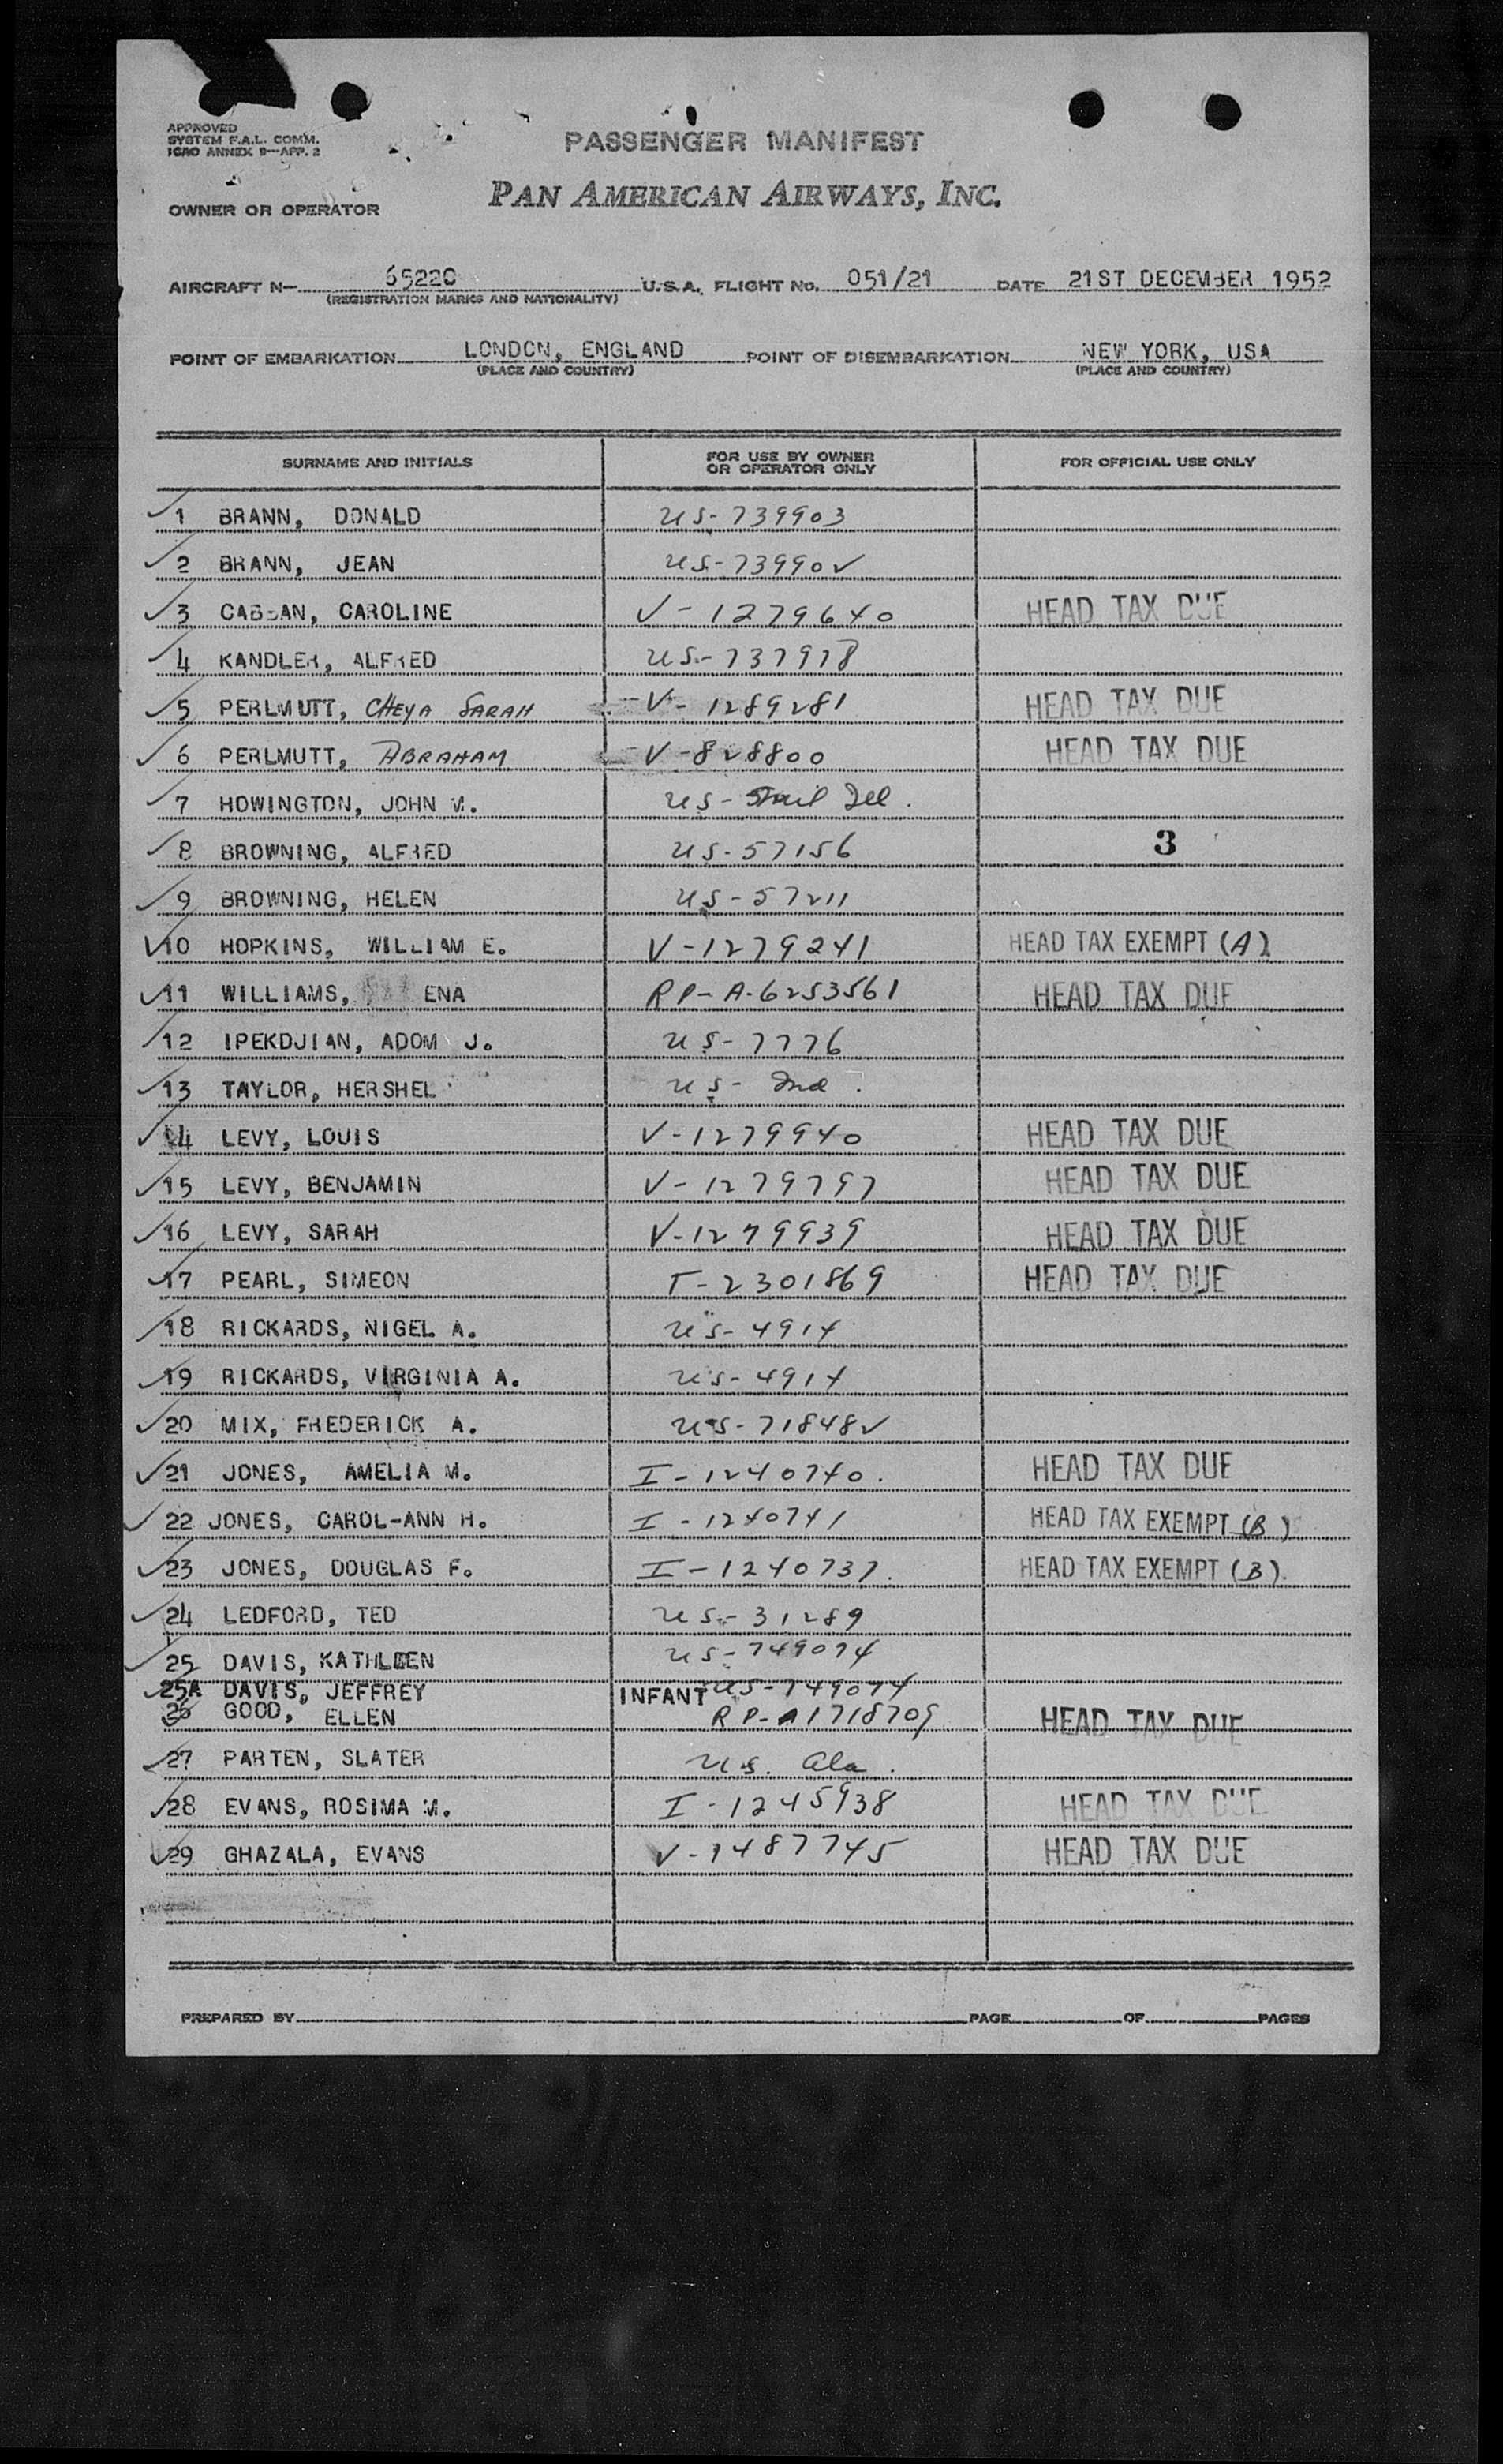 APPROVED
SYSTEM F.A.L. COMM.
ICAO ANNEX 9—APP. 2
PASSENGER MANIFEST
OWNER OR OPERATOR PAN AMERICAN AIRWAYS, INC.
AIRCRAFT N— 65220 U.S.A. FLIGHT No. 051/21 DATE 21ST DECEMBER 1952
(REGISTRATION MARKS AND NATIONALITY)
POINT OF EMBARKATION LONDON, ENGLAND POINT OF DISEMBARKATION NEW YORK, USA
(PLACE AND COUNTRY) (PLACE AND COUNTRY)
SURNAME AND INITIALS FOR USE BY OWNER OR OPERATOR ONLY FOR OFFICIAL USE ONLY
1 BRANN, DONALD US-739903
2 BRANN, JEAN US-739902
3 CAROLINE V-1279640 HEAD TAX DUE
4 KANDLER, ALFRED US-737978
5 PERLMUTT, CHEYA SARAH V-1289281 HEAD TAX DUE
6 PERLMUTT, ABRAHAM V-828800 HEAD TAX DUE
7 HOWINGTON, JOHN M. US-
8 BROWNING, ALFRED US-57156 3
9 BROWNING, HELEN US-57211
10 HOPKINS, WILLIAM E. V-1279241 HEAD TAX EXEMPT (A)
11 WILLIAMS, ENA RP-A-6253561 HEAD TAX DUE
12 IPEKDJIAN, ADOM J. US-7776
13 TAYLOR, HERSHEL US- Ind.
14 LEVY, LOUIS V-1279940 HEAD TAX DUE
15 LEVY, BENJAMIN V-1279797 HEAD TAX DUE
16 LEVY, SARAH V-1279939 HEAD TAX DUE
17 PEARL, SIMEON T-2301869 HEAD TAX DUE
18 RICKARDS, NIGEL A. US-4914
19 RICKARDS, VIRGINIA A. US-4914
20 MIX, FREDERICK A. US-718482
21 JONES, AMELIA M. I-1240740. HEAD TAX DUE
22 JONES, CAROL-ANN H. I-1240741 HEAD TAX EXEMPT (B)
23 JONES, DOUGLAS F. I-1240737. HEAD TAX EXEMPT (B)
24 LEDFORD, TED US-31289
25 DAVIS, KATHLEEN US-749074
25A DAVIS, JEFFREY INFANT US-749074
26 GOOD, ELLEN RP-A1718709 HEAD TAX DUE
27 PARTEN, SLATER US. Ala.
28 EVANS, ROSIMA M. I-1245938 HEAD TAX DUE
29 GHAZALA, EVANS V-1487745 HEAD TAX DUE
PREPARED BY PAGE OF PAGES